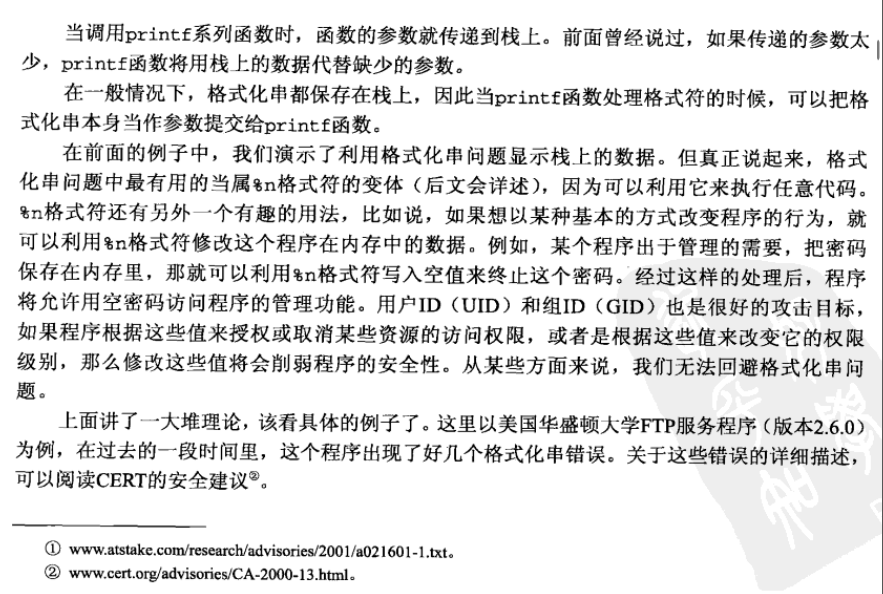 当调用printf系列函数时，函数的参数就传递到栈上。前面曾经说过，如果传递的参数太
少，printf函数将用栈上的数据代替缺少的参数。
在一般情况下，格式化串都保存在栈上，因此当printf函数处理格式符的时候，可以把格
式化串本身当作参数提交给printf函数。
在前面的例子中，我们演示了利用格式化串问题显示栈上的数据。但真正说起来，格式
化串问题中最有用的当属%n格式符的变体（后文会详述），因为可以利用它来执行任意代码。
%n格式符还有另外一个有趣的用法，比如说，如果想以某种基本的方式改变程序的行为，就
可以利用%n格式符修改这个程序在内存中的数据。例如，某个程序出于管理的需要，把密码
保存在内存里，那就可以利用%n格式符写入空值来终止这个密码。经过这样的处理后，程序
将允许用空密码访问程序的管理功能。用户ID（UID）和组ID（GID）也是很好的攻击目标，
如果程序根据这些值来授权或取消某些资源的访问权限，或者是根据这些值来改变它的权限
级别，那么修改这些值将会削弱程序的安全性。从某些方面来说，我们无法回避格式化串问
题。
上面讲了一大堆理论，该看具体的例子了。这里以美国华盛顿大学FTP服务程序（版本2.6.0）
为例，在过去的一段时间里，这个程序出现了好几个格式化串错误。关于这些错误的详细描述，
可以阅读CERT的安全建议②。
① www.atstake.com/research/advisories/2001/a021601-1.txt。
② www.cert.org/advisories/CA-2000-13.html。